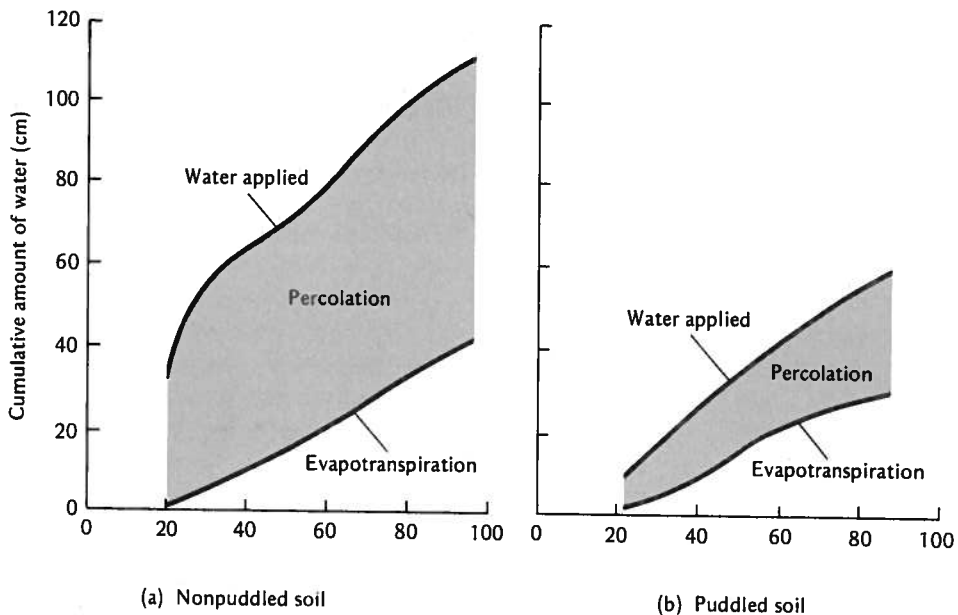 Cumulative amount of water (cm)
120
100
80
60
40
20
0
Water applied
Percolation
Evapotranspiration
0 20 40 60 80 100
(a) Nonpuddled soil
Water applied
Percolation
Evapotranspiration
0 20 40 60 80 100
(b) Puddled soil